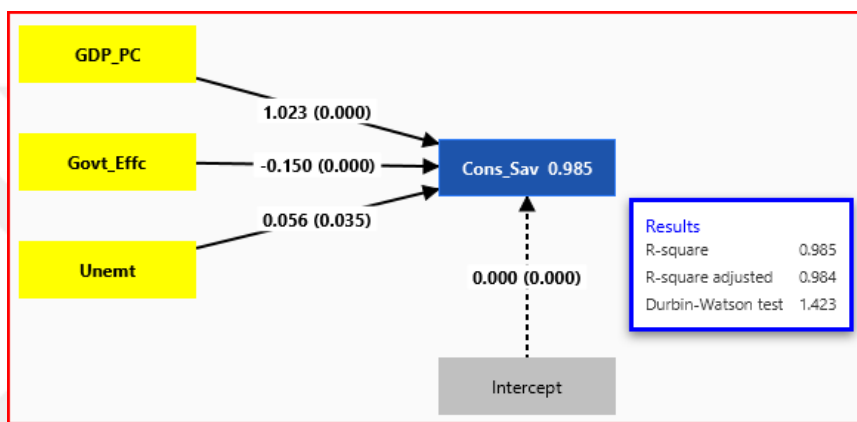 GDP_PC
1.023 (0.000)
Govt_Effc
-0.150 (0.000)
Cons_Sav 0.985
0.056 (0.035)
Unemt
Results
R-square 0.985
R-square adjusted 0.984
Durbin-Watson test 1.423
0.000 (0.000)
Intercept